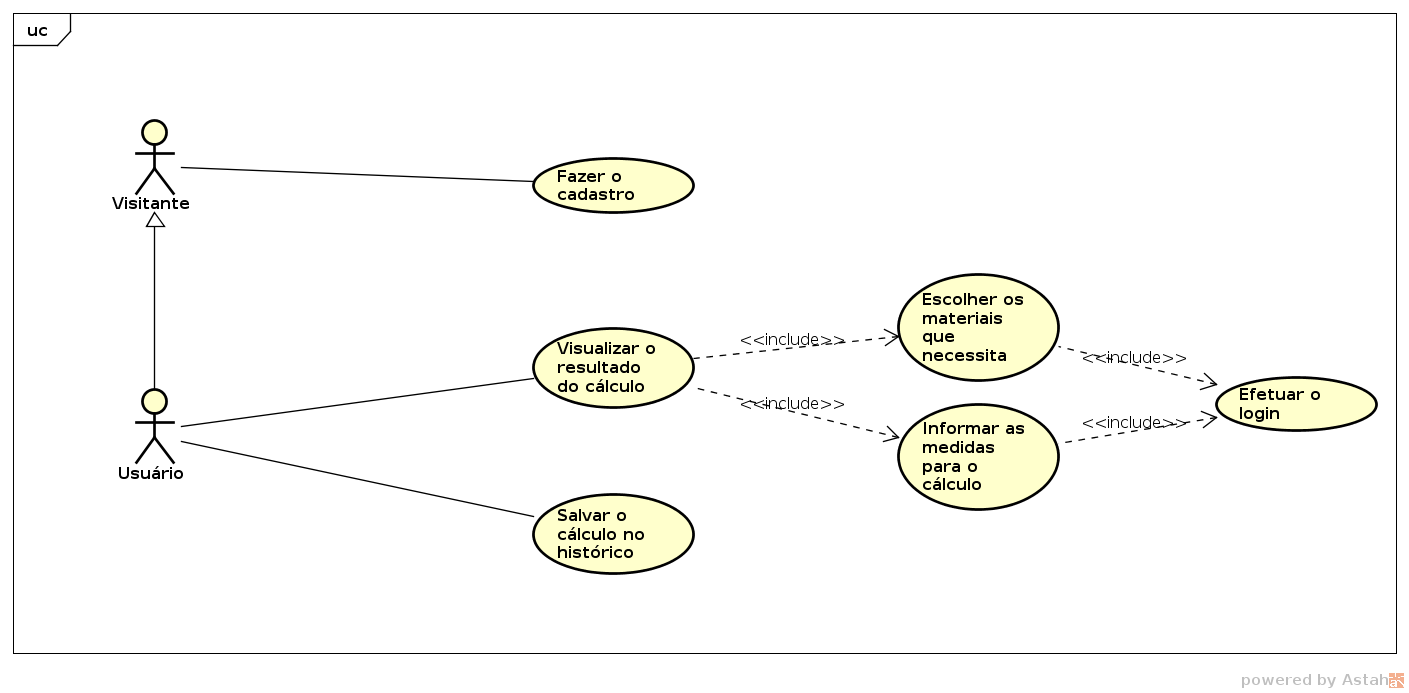 uc
Visitante
Fazer o
cadastro
Escolher os
materiais
que
necessita
<<include>>
<<include>>
Visualizar o
resultado
do cálculo
Efetuar o
login
<<include>>
<<include>>
Informar as
medidas
para o
cálculo
Usuário
Salvar o
cálculo no
histórico
powered by Astah